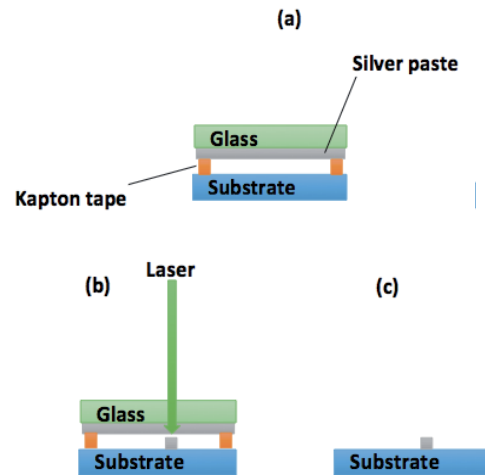 (a)
Silver paste
Glass
Kapton tape
Substrate
Laser
(b)
(c)
Glass
Substrate
Substrate